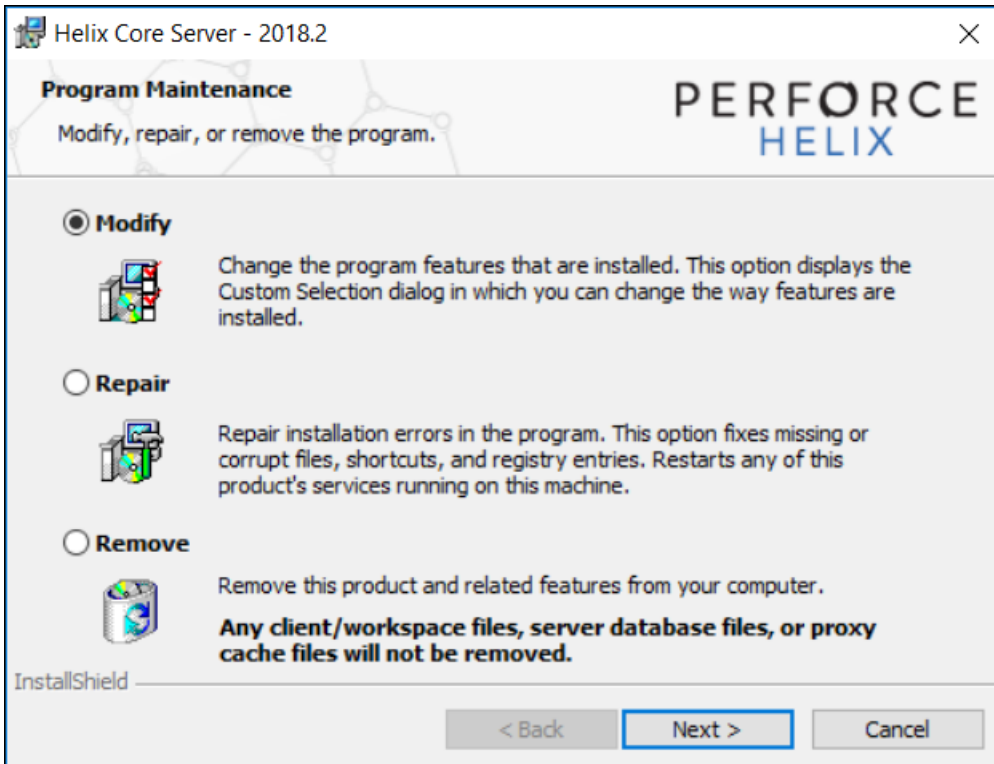 Helix Core Server - 2018.2
Program Maintenance
Modify, repair, or remove the program.
PERFORCE
HELIX
Modify
Change the program features that are installed. This option displays the
Custom Selection dialog in which you can change the way features are
installed.
Repair
Repair installation errors in the program. This option fixes missing or
corrupt files, shortcuts, and registry entries. Restarts any of this
product's services running on this machine.
Remove
Remove this product and related features from your computer.
Any client/workspace files, server database files, or proxy
cache files will not be removed.
InstallShield
< Back
Next >
Cancel